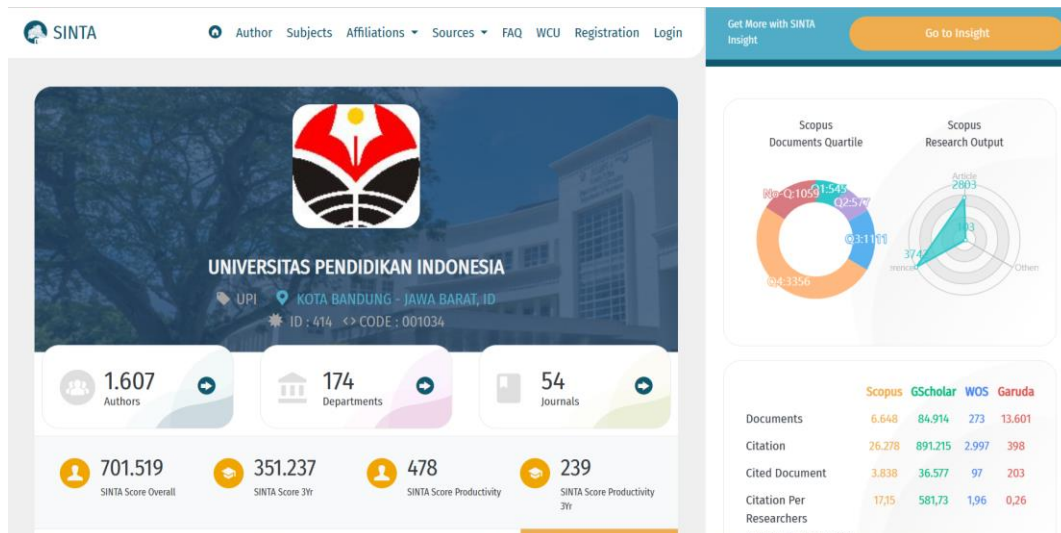 SINTA
Author Subjects Affiliations Sources FAQ WCU Registration Login
Get More with SINTA
Insight
Go to Insight
UNIVERSITAS PENDIDIKAN INDONESIA
UPI KOTA BANDUNG - JAWA BARAT, ID
ID : 414 <> CODE : 001034
1.607
Authors
174
Departments
54
Journals
701.519
SINTA Score Overall
351.237
SINTA Score 3Yr
478
SINTA Score Productivity
239
SINTA Score Productivity
3Yr
Scopus
Documents Quartile
No-Q:1059
Q1:545
Q3:1111
Q4:3356
Scopus
Research Output
Article
2803
Other
Scopus GScholar WOS Garuda
Documents 6.648 84.914 273 13.601
Citation 26.278 891.215 2.997 398
Cited Document 3.838 36.577 97 203
Citation Per
Researchers
17,15 581,73 1,96 0,26